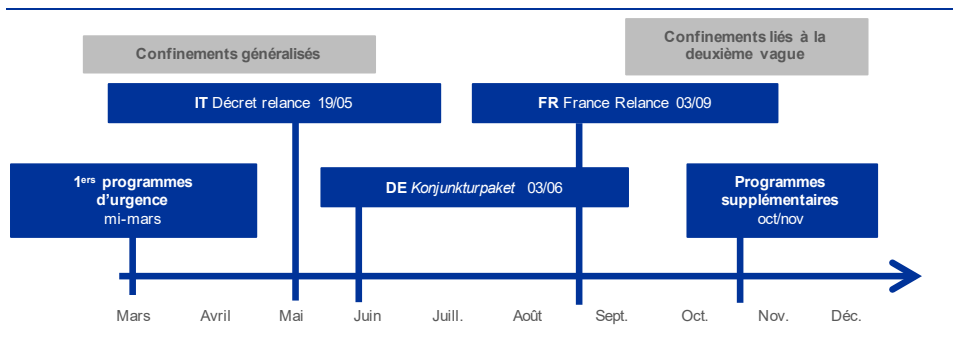 Confinements généralisés
Confinements liés à la
deuxième vague
IT Décret relance 19/05
FR France Relance 03/09
1ers programmes
d'urgence
mi-mars
DE Konjunkturpaket 03/06
Programmes
supplémentaires
oct/nov
Mars Avril Mai Juin Juill. Août Sept. Oct. Nov. Déc.